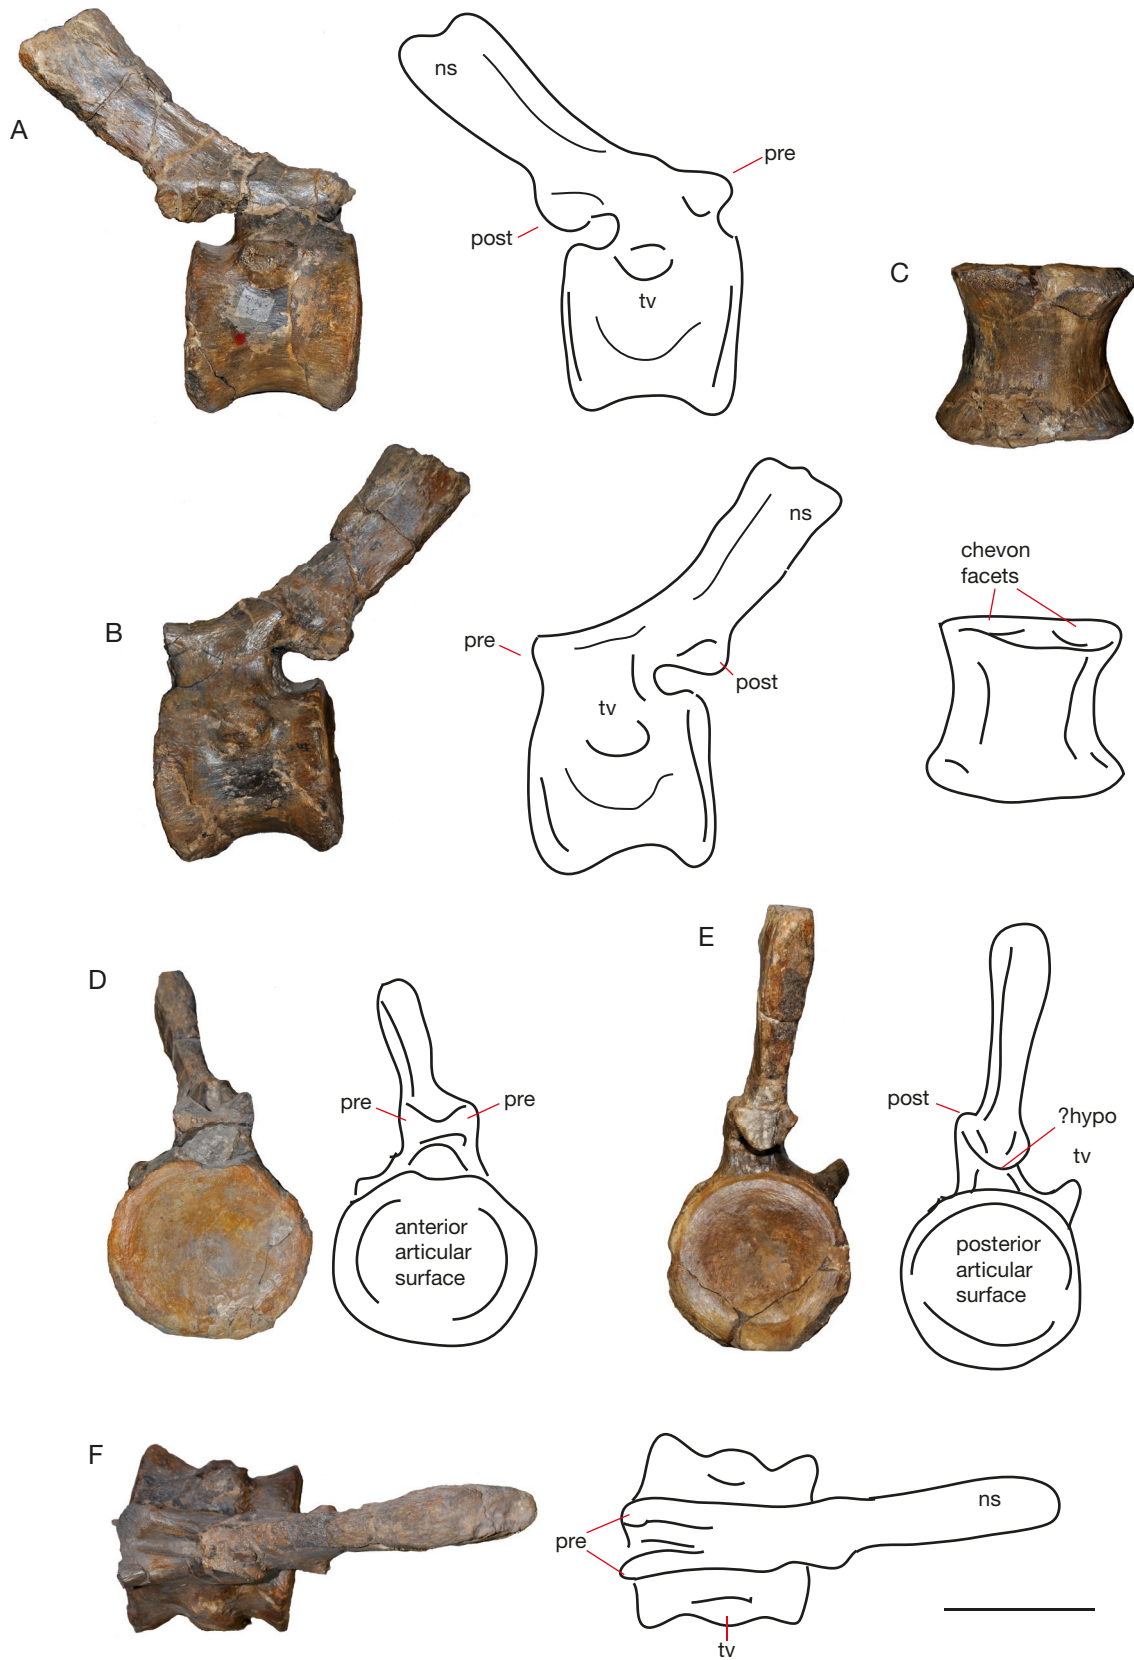 A
ns
pre
post
tv
C
B
ns
pre
post
tv
chevon
facets
D
pre
pre
anterior
articular
surface
E
post
?hypo
tv
posterior
articular
surface
F
ns
pre
tv